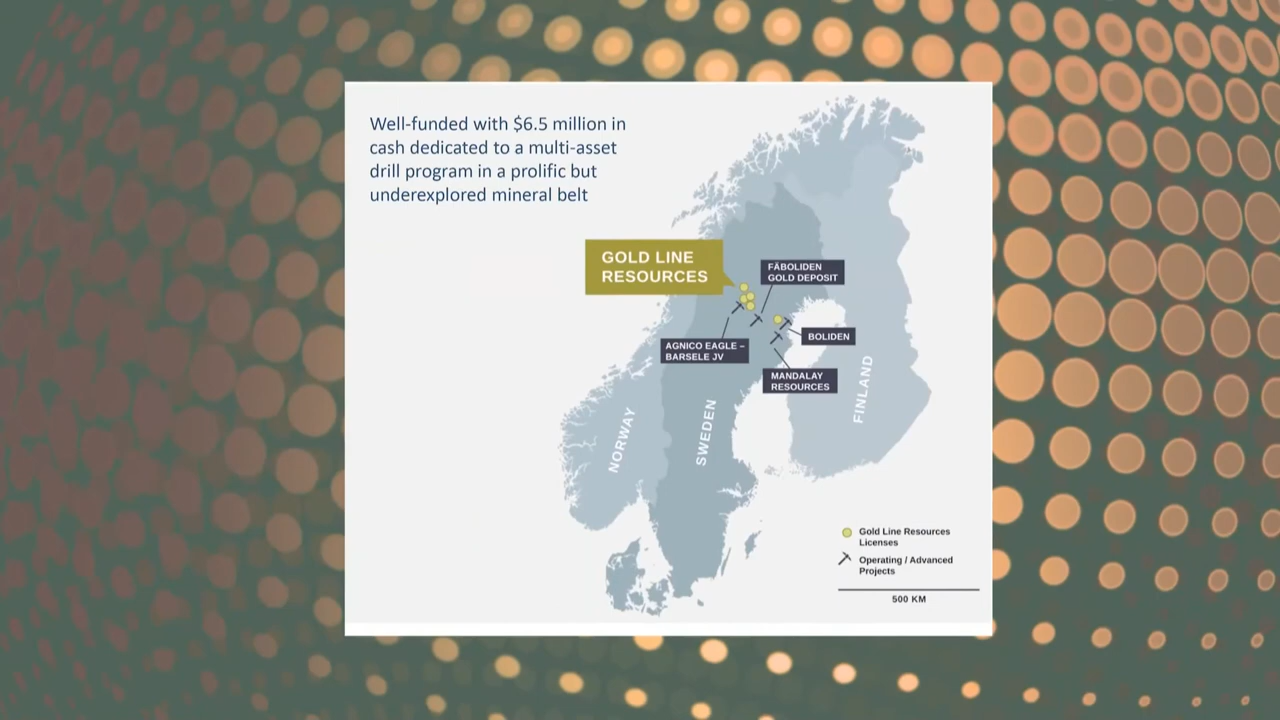 Well-funded with $6.5 million in
cash dedicated to a multi-asset
drill program in a prolific but
underexplored mineral belt
GOLD LINE
RESOURCES
FÄBOLIDEN
GOLD DEPOSIT
BOLIDEN
AGNICO EAGLE –
BARSELE JV
MANDALAY
RESOURCES
NORWAY
SWEDEN
FINLAND
Gold Line Resources
Licenses
Operating / Advanced
Projects
500 KM